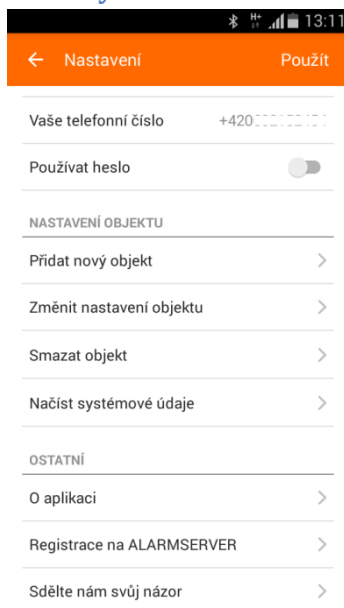 13:11
Nastavení Použít
Vaše telefonní číslo +420
Používat heslo
NASTAVENÍ OBJEKTU
Přidat nový objekt
Změnit nastavení objektu
Smazat objekt
Načíst systémové údaje
OSTATNÍ
O aplikaci
Registrace na ALARMSERVER
Sdělte nám svůj názor